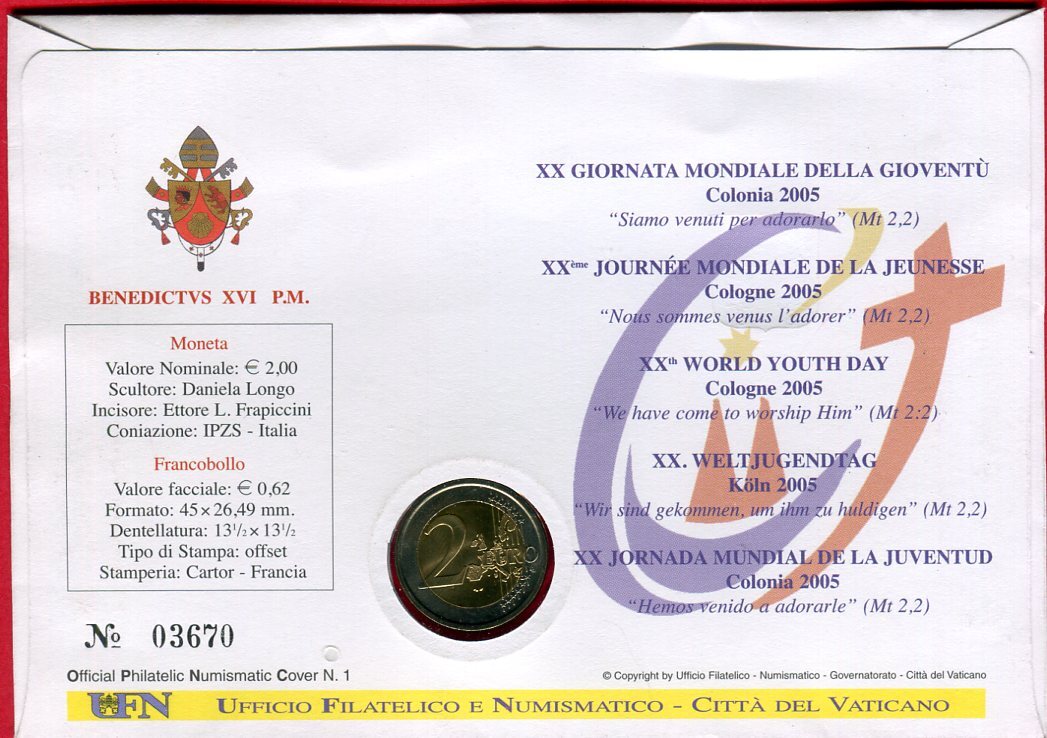 BENEDICTVS XVI P.M.
Moneta
Valore Nominale: € 2,00
Scultore: Daniela Longo
Incisore: Ettore L. Frapiccini
Coniazione: IPZS - Italia
Francobollo
Valore facciale: € 0,62
Formato: 45 × 26,49 mm.
Dentellatura: 13½ × 13½
Tipo di Stampa: offset
Stamperia: Cartor - Francia
№ 03670
Official Philatelic Numismatic Cover N. 1
2 EURO
XX GIORNATA MONDIALE DELLA GIOVENTÙ
Colonia 2005
“Siamo venuti per adorarlo” (Mt 2,2)
XXème JOURNÉE MONDIALE DE LA JEUNESSE
Cologne 2005
“Nous sommes venus l’adorer” (Mt 2,2)
XXth WORLD YOUTH DAY
Cologne 2005
“We have come to worship Him” (Mt 2:2)
XX. WELTJUGENDTAG
Köln 2005
“Wir sind gekommen, um ihm zu huldigen” (Mt 2,2)
XX JORNADA MUNDIAL DE LA JUVENTUD
Colonia 2005
“Hemos venido a adorarle” (Mt 2,2)
© Copyright by Ufficio Filatelico - Numismatico - Governatorato - Città del Vaticano
UFN UFFICIO FILATELICO E NUMISMATICO - CITTÀ DEL VATICANO